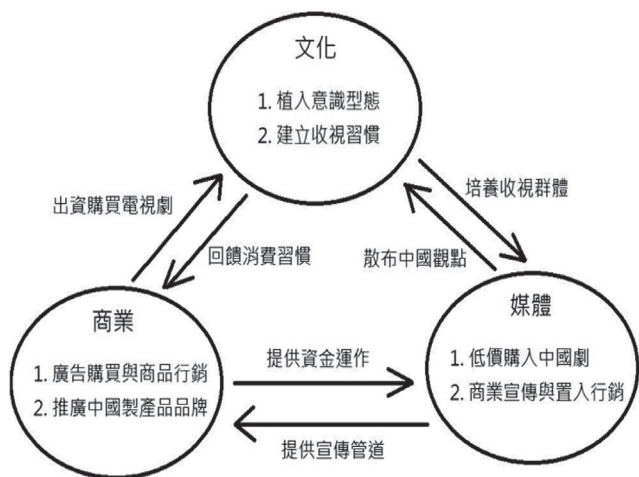 文化
1. 植入意識型態
2. 建立收視習慣
出資購買電視劇
培養收視群體
回饋消費習慣
散布中國觀點
商業
1. 廣告購買與商品行銷
2. 推廣中國製產品品牌
提供資金運作
媒體
1. 低價購入中國劇
2. 商業宣傳與置入行銷
提供宣傳管道